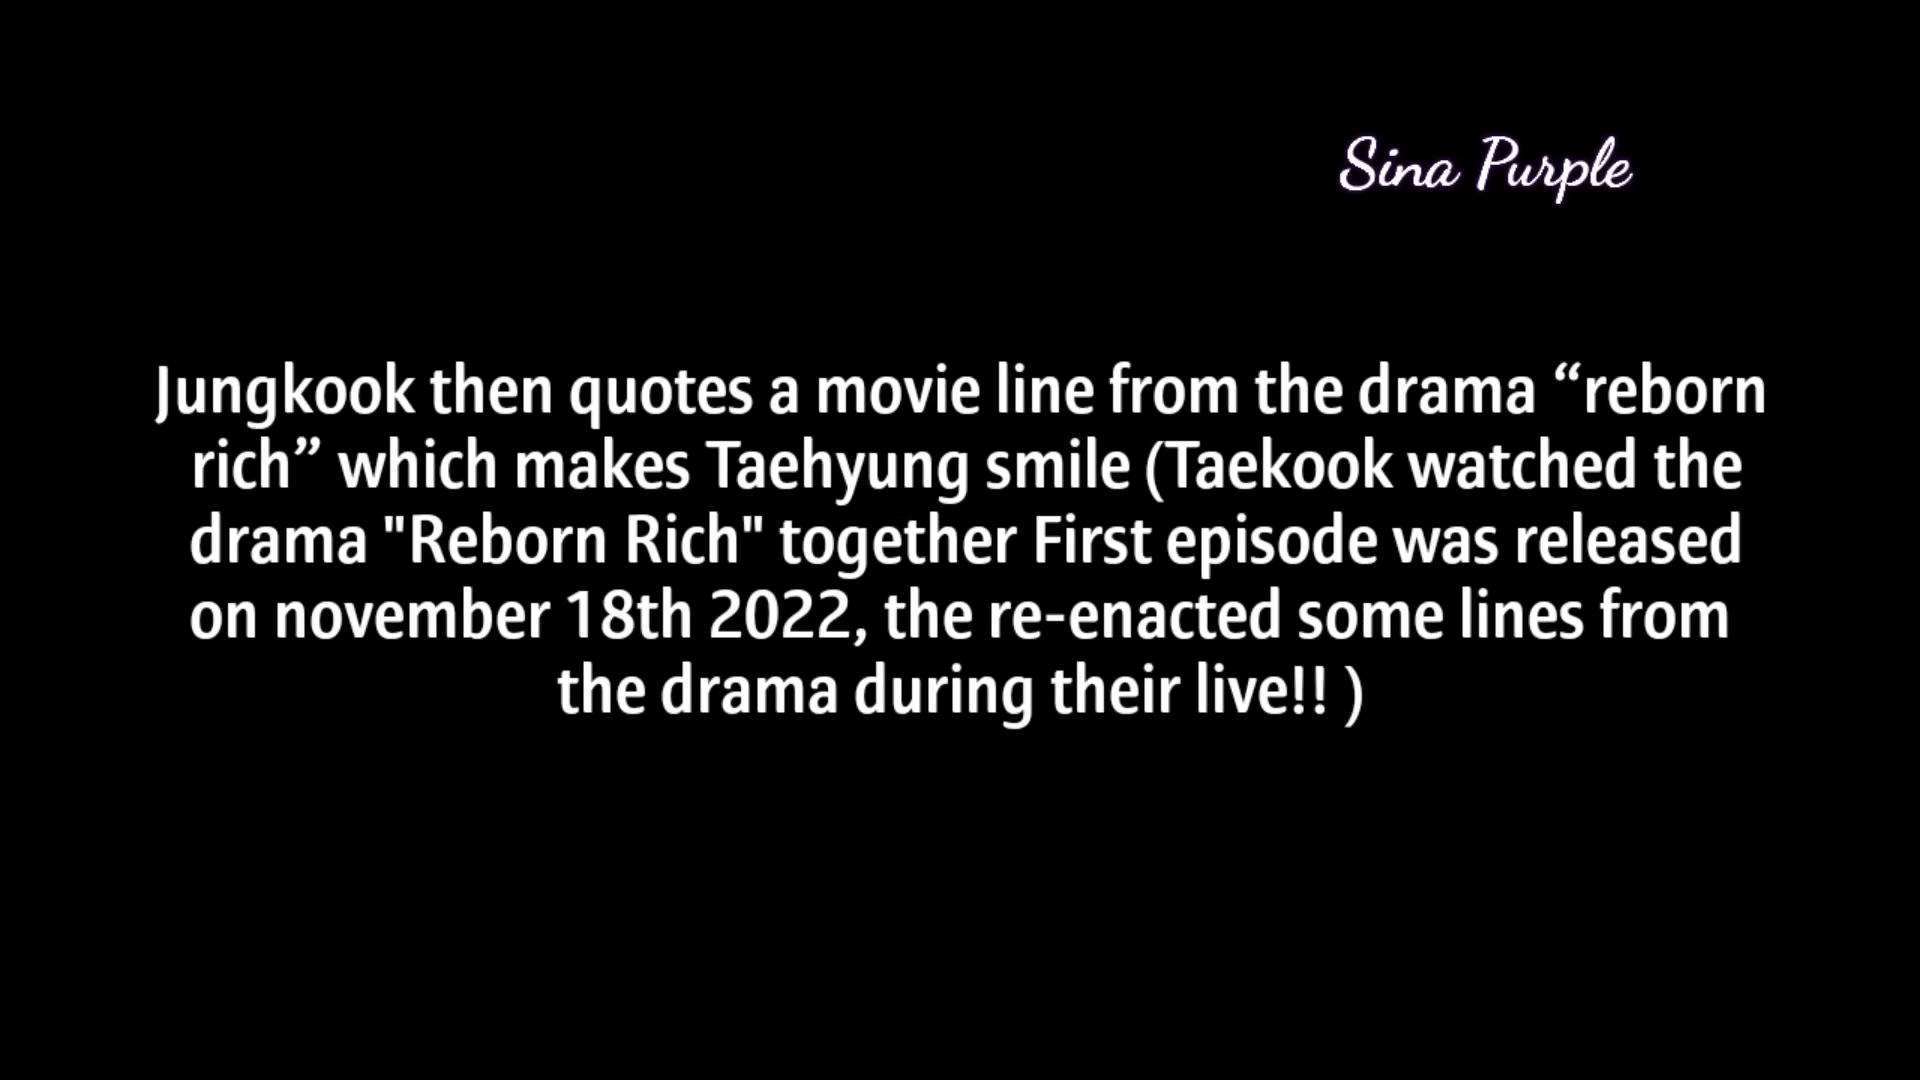 Sina Purple
Jungkook then quotes a movie line from the drama “reborn
rich” which makes Taehyung smile (Taekook watched the
drama "Reborn Rich" together First episode was released
on november 18th 2022, the re-enacted some lines from
the drama during their live!! )